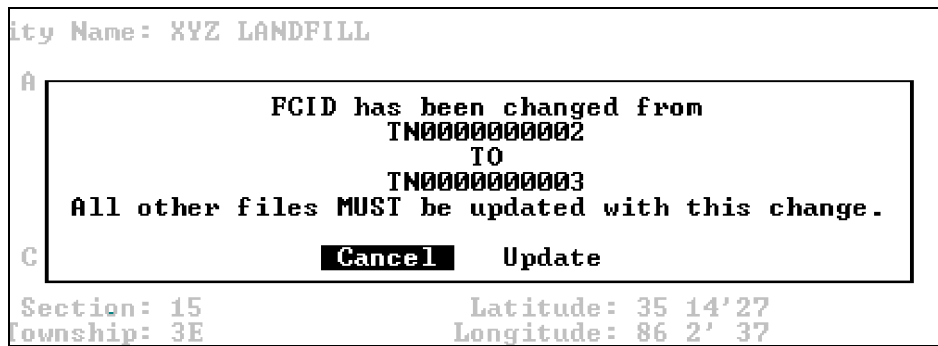 ity Name: XYZ LANDFILL
A
FCID has been changed from
TN0000000002
TO
TN0000000003
All other files MUST be updated with this change.
C
Cancel Update
Section: 15 Latitude: 35 14'27
Township: 3E Longitude: 86 2' 37